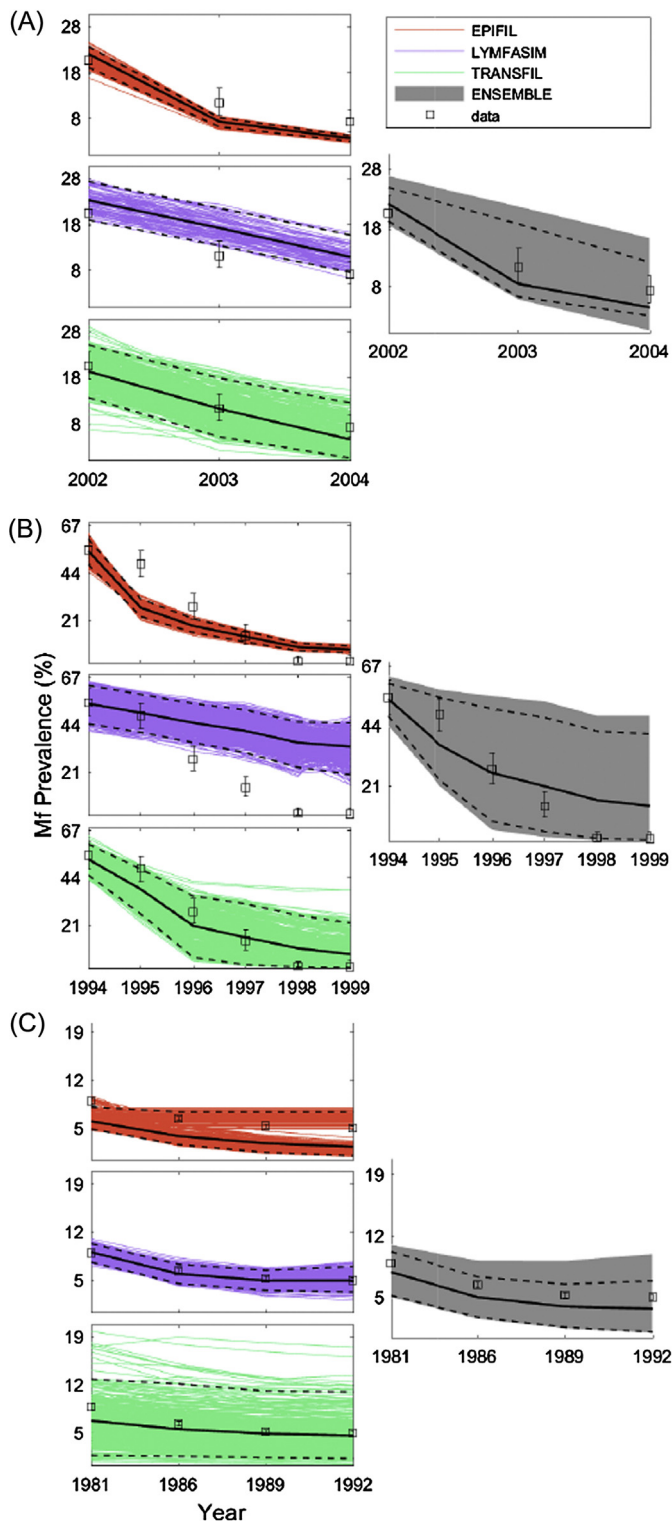 (A)
EPIFIL
LYMFASIM
TRANSFIL
ENSEMBLE
data
28
18
8
28
18
8
28
18
8
2002 2003 2004
28
18
8
2002 2003 2004
(B)
Mf Prevalence (%)
67
44
21
67
44
21
67
44
21
1994 1995 1996 1997 1998 1999
67
44
21
1994 1995 1996 1997 1998 1999
(C)
19
12
5
19
12
5
19
12
5
1981 1986 1989 1992
19
12
5
1981 1986 1989 1992
Year